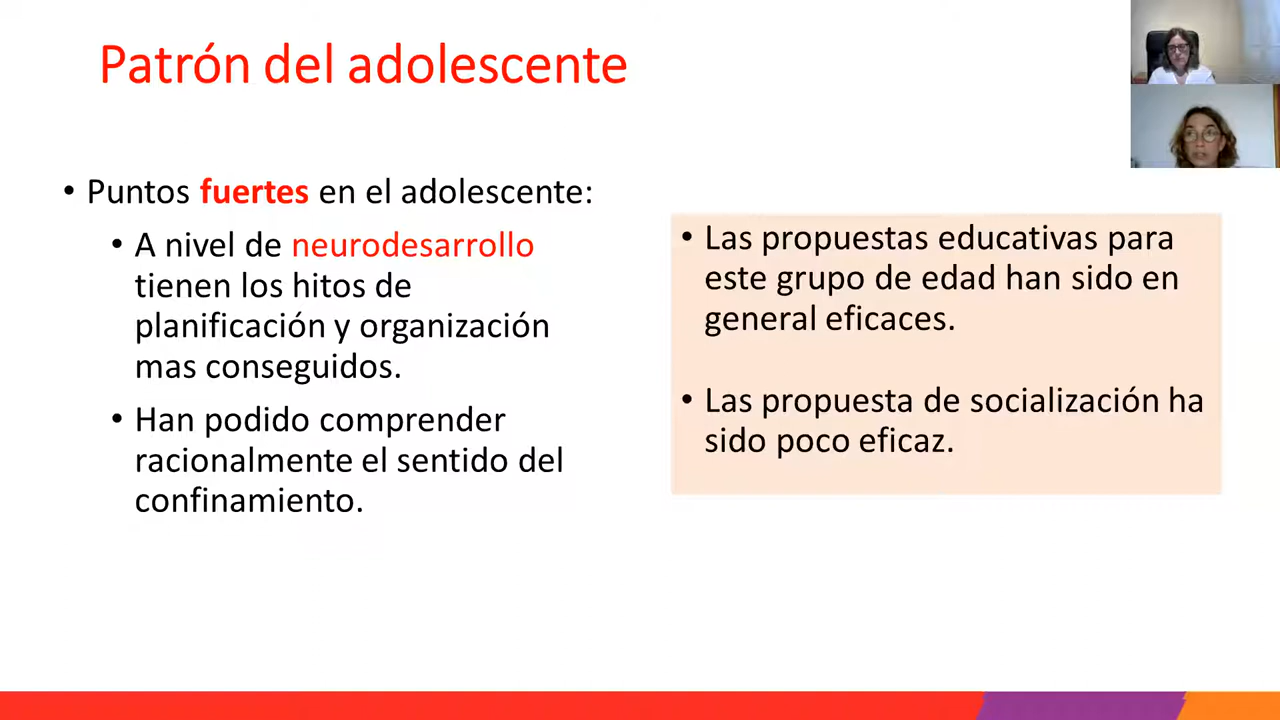 Patrón del adolescente
• Puntos fuertes en el adolescente:
• A nivel de neurodesarrollo
tienen los hitos de
planificación y organización
mas conseguidos.
• Han podido comprender
racionalmente el sentido del
confinamiento.
• Las propuestas educativas para
este grupo de edad han sido en
general eficaces.
• Las propuesta de socialización ha
sido poco eficaz.